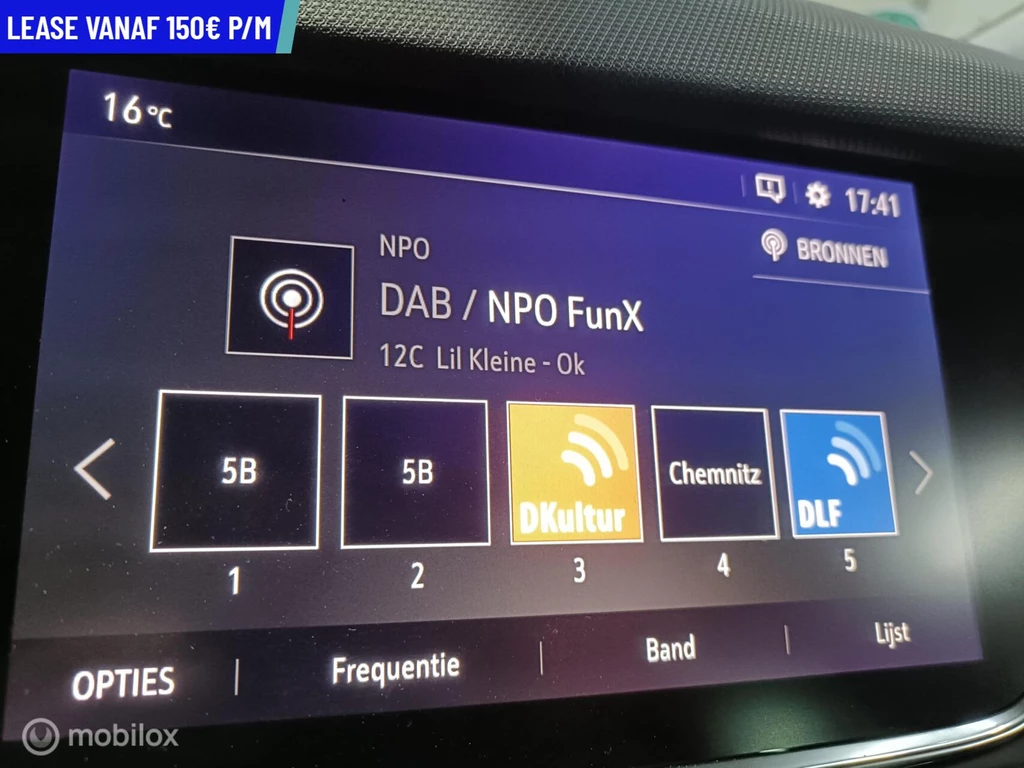 LEASE VANAF 150€ P/M
16°C
17:41
NPO
BRONNEN
DAB / NPO FunX
12C Lil Kleine - Ok
5B
5B
DKultur
Chemnitz
DLF
1
2
3
4
5
OPTIES
Frequentie
Band
Lijst
mobilox